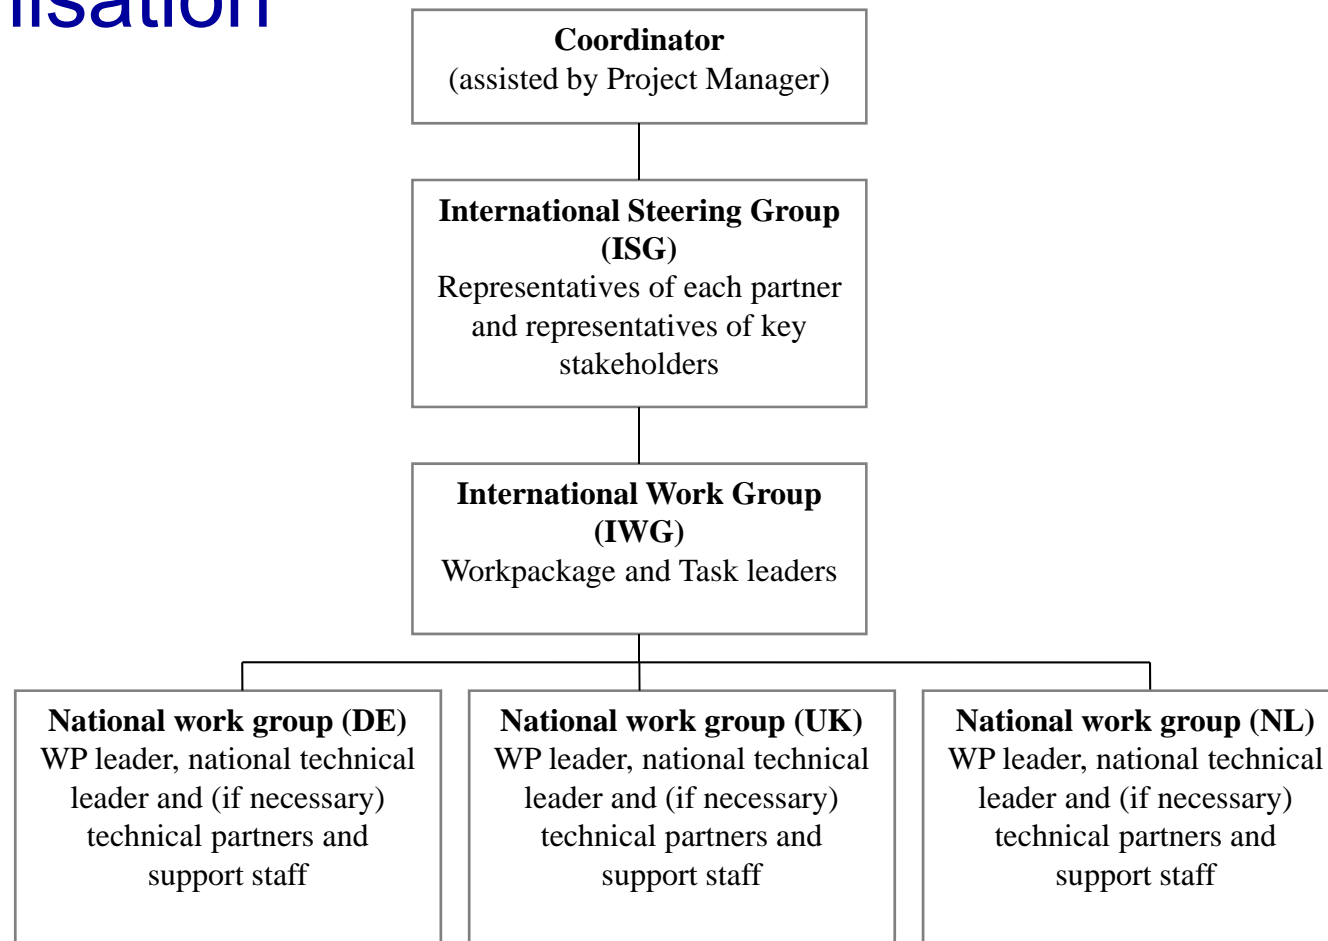 nisation
Coordinator
(assisted by Project Manager)
International Steering Group
(ISG)
Representatives of each partner
and representatives of key
stakeholders
International Work Group
(IWG)
Workpackage and Task leaders
National work group (DE)
WP leader, national technical
leader and (if necessary)
technical partners and
support staff
National work group (UK)
WP leader, national technical
leader and (if necessary)
technical partners and
support staff
National work group (NL)
WP leader, national technical
leader and (if necessary)
technical partners and
support staff